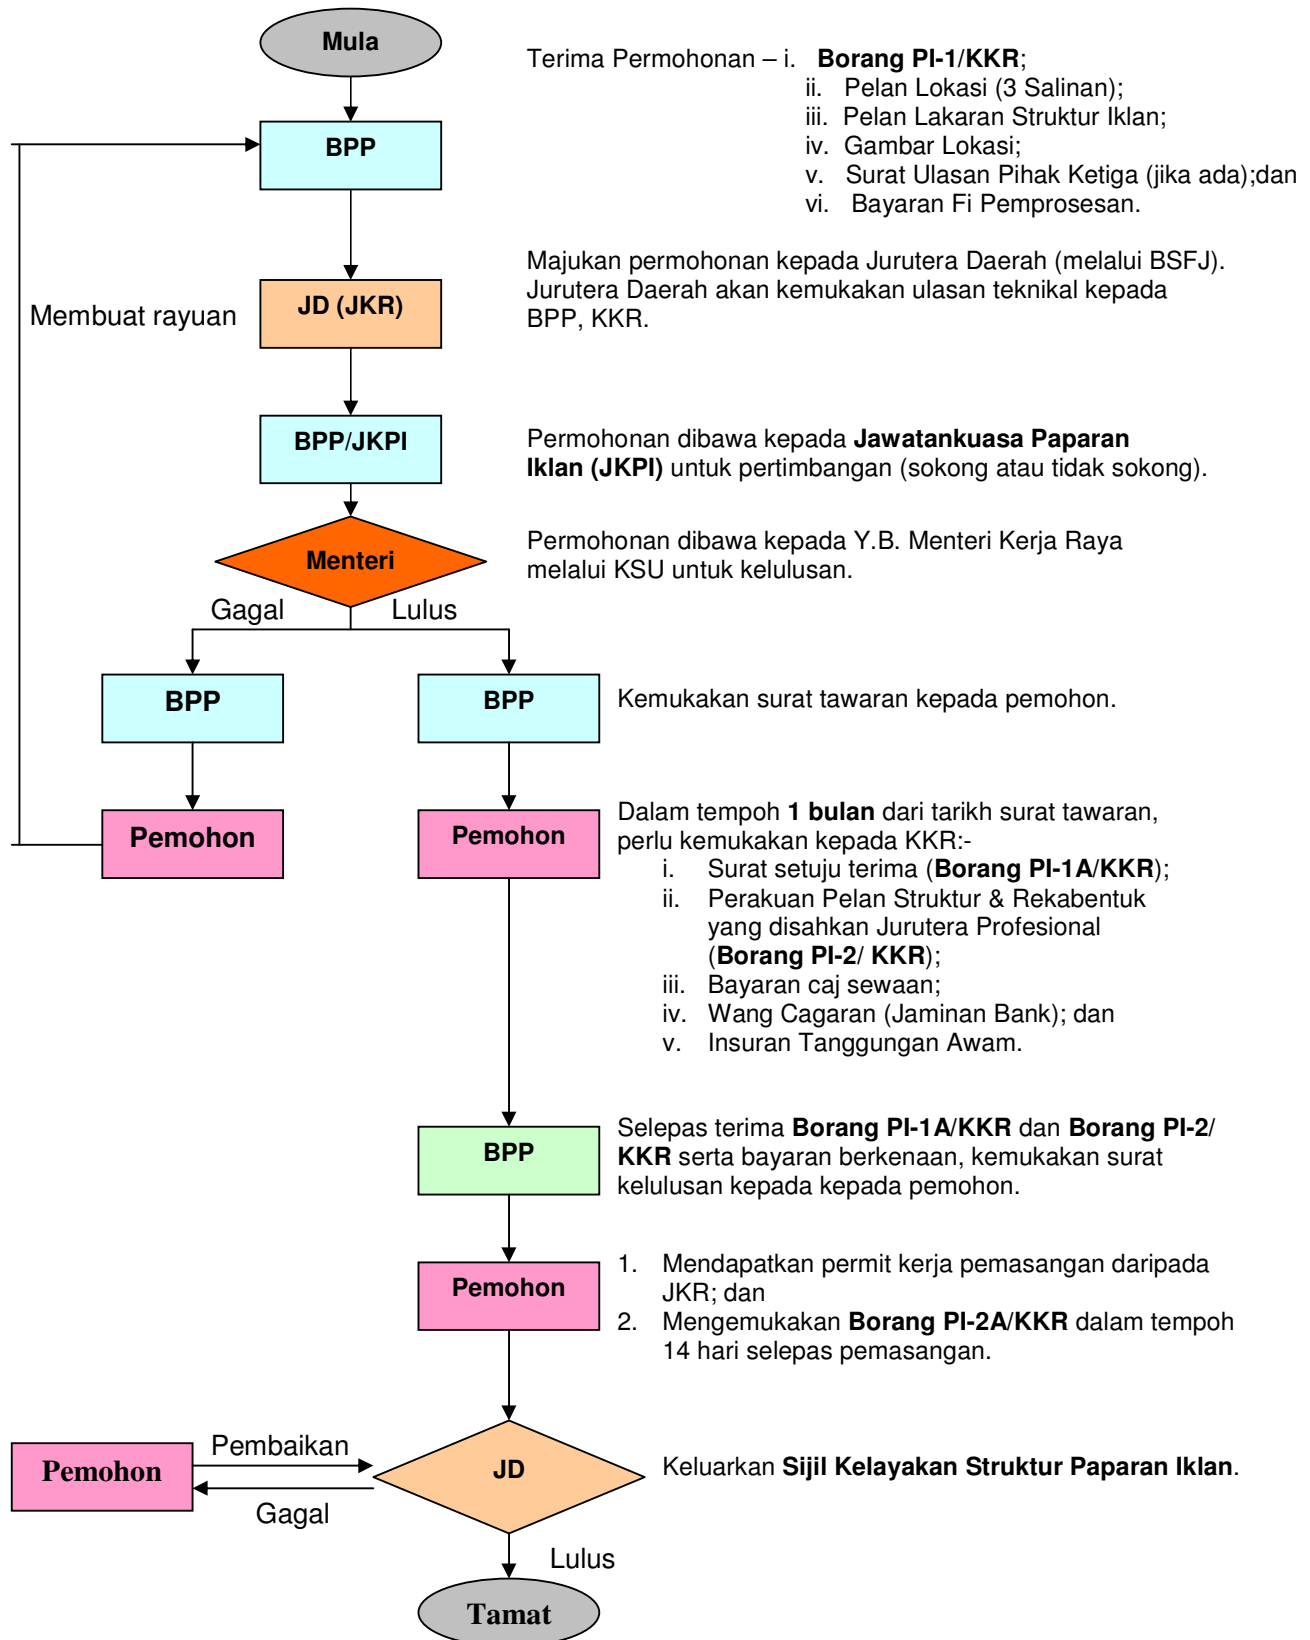 Mula
Terima Permohonan – i. Borang PI-1/KKR;
ii. Pelan Lokasi (3 Salinan);
iii. Pelan Lakaran Struktur Iklan;
iv. Gambar Lokasi;
v. Surat Ulasan Pihak Ketiga (jika ada);dan
vi. Bayaran Fi Pemprosesan.
BPP
Membuat rayuan
JD (JKR)
Majukan permohonan kepada Jurutera Daerah (melalui BSFJ).
Jurutera Daerah akan kemukakan ulasan teknikal kepada
BPP, KKR.
BPP/JKPI
Permohonan dibawa kepada Jawatankuasa Paparan
Iklan (JKPI) untuk pertimbangan (sokong atau tidak sokong).
Menteri
Permohonan dibawa kepada Y.B. Menteri Kerja Raya
melalui KSU untuk kelulusan.
Gagal
Lulus
BPP
BPP
Kemukakan surat tawaran kepada pemohon.
Pemohon
Pemohon
Dalam tempoh 1 bulan dari tarikh surat tawaran,
perlu kemukakan kepada KKR:-
i. Surat setuju terima (Borang PI-1A/KKR);
ii. Perakuan Pelan Struktur & Rekabentuk
yang disahkan Jurutera Profesional
(Borang PI-2/ KKR);
iii. Bayaran caj sewaan;
iv. Wang Cagaran (Jaminan Bank); dan
v. Insuran Tanggungan Awam.
BPP
Selepas terima Borang PI-1A/KKR dan Borang PI-2/
KKR serta bayaran berkenaan, kemukakan surat
kelulusan kepada kepada pemohon.
Pemohon
1. Mendapatkan permit kerja pemasangan daripada
JKR; dan
2. Mengemukakan Borang PI-2A/KKR dalam tempoh
14 hari selepas pemasangan.
Pemohon
Pembaikan
Gagal
JD
Keluarkan Sijil Kelayakan Struktur Paparan Iklan.
Lulus
Tamat